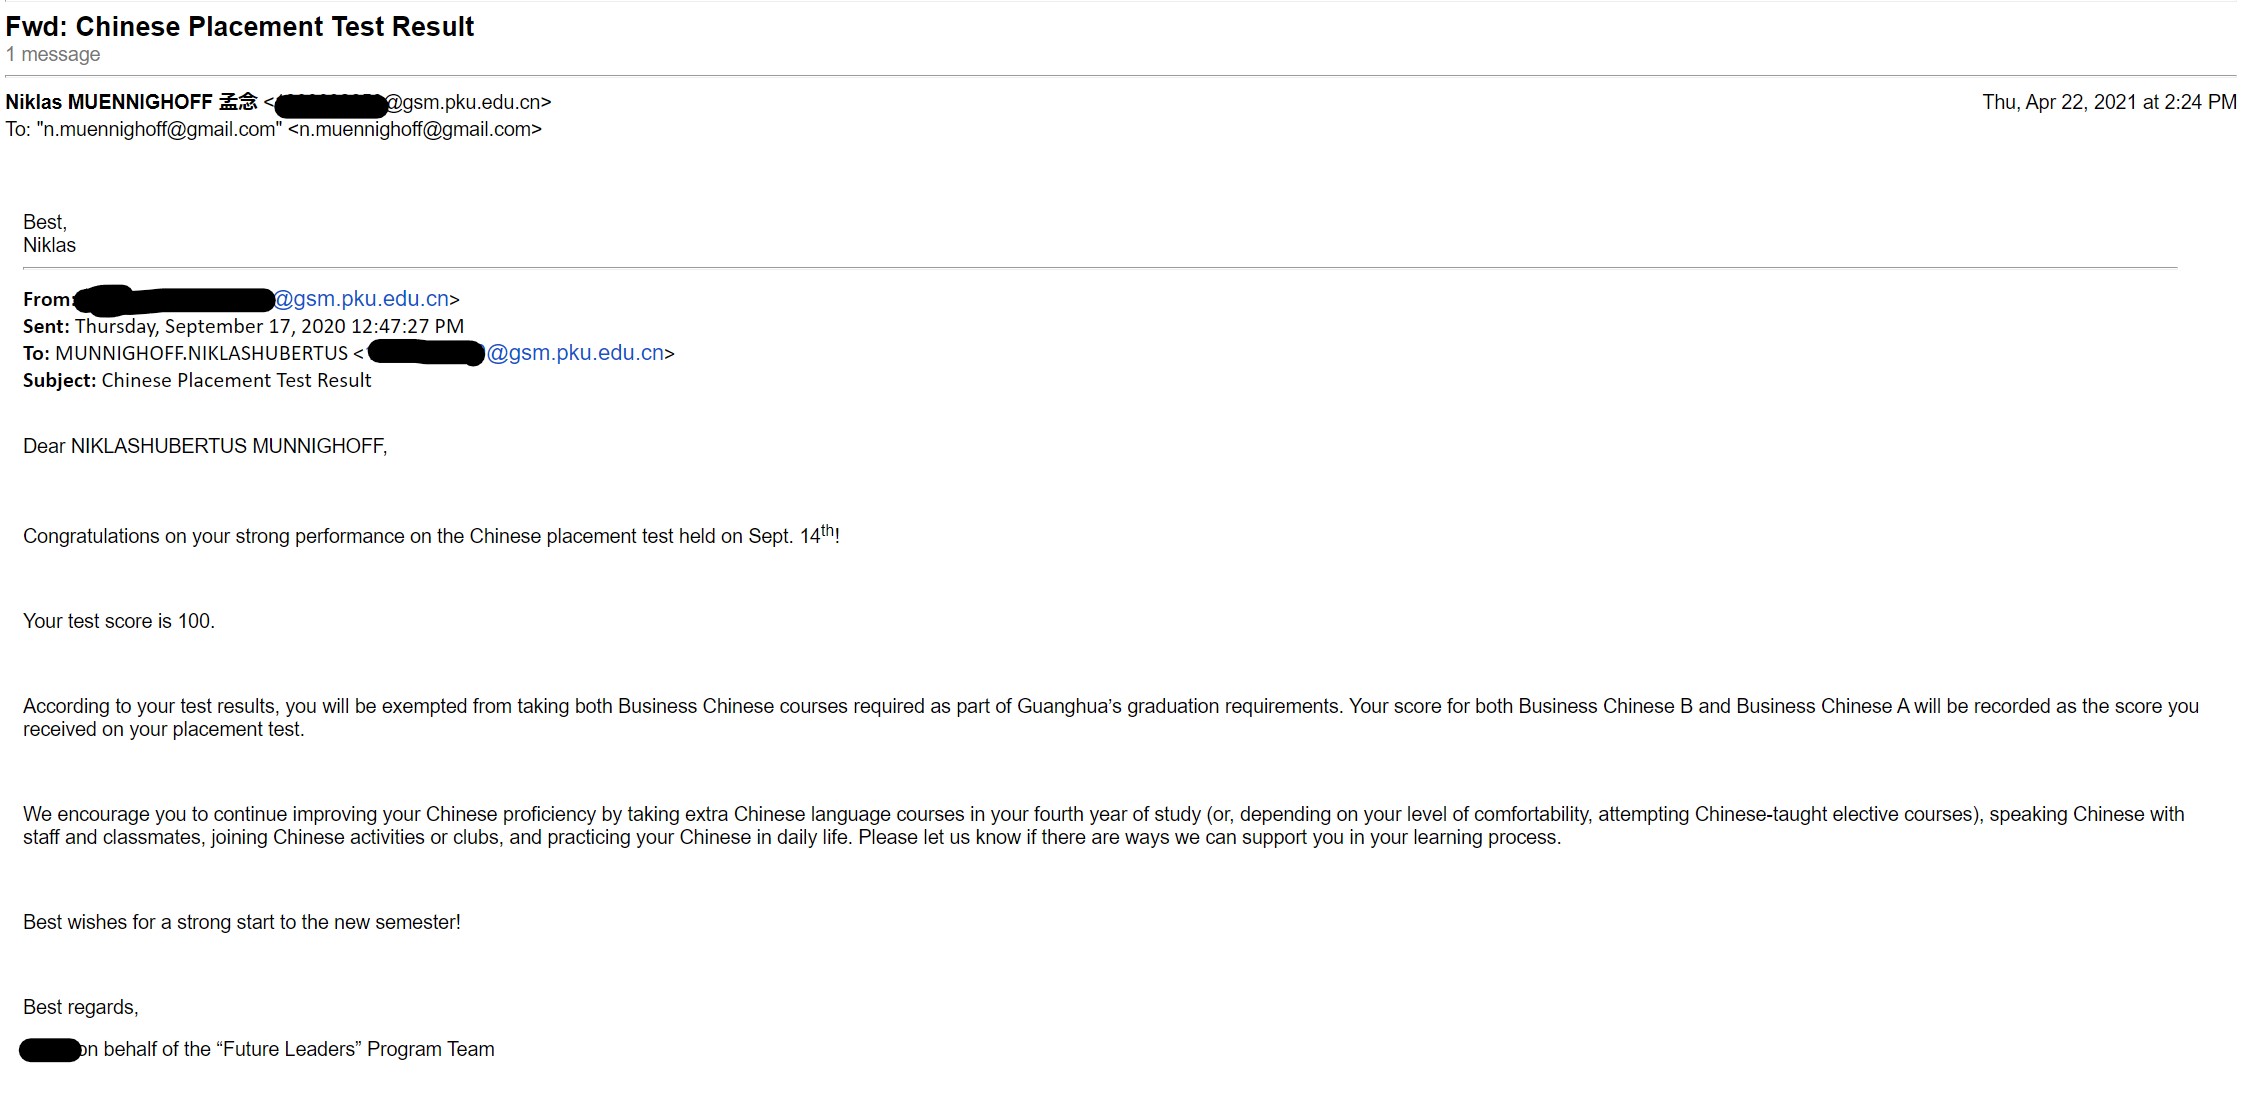 Fwd: Chinese Placement Test Result
1 message
Niklas MUENNIGHOFF 孟念 < @gsm.pku.edu.cn> Thu, Apr 22, 2021 at 2:24 PM
To: "n.muennighoff@gmail.com" <n.muennighoff@gmail.com>
Best,
Niklas
From: @gsm.pku.edu.cn>
Sent: Thursday, September 17, 2020 12:47:27 PM
To: MUNNIGHOFF.NIKLASHUBERTUS < @gsm.pku.edu.cn>
Subject: Chinese Placement Test Result
Dear NIKLASHUBERTUS MUNNIGHOFF,
Congratulations on your strong performance on the Chinese placement test held on Sept. 14th!
Your test score is 100.
According to your test results, you will be exempted from taking both Business Chinese courses required as part of Guanghua’s graduation requirements. Your score for both Business Chinese B and Business Chinese A will be recorded as the score you
received on your placement test.
We encourage you to continue improving your Chinese proficiency by taking extra Chinese language courses in your fourth year of study (or, depending on your level of comfortability, attempting Chinese-taught elective courses), speaking Chinese with
staff and classmates, joining Chinese activities or clubs, and practicing your Chinese in daily life. Please let us know if there are ways we can support you in your learning process.
Best wishes for a strong start to the new semester!
Best regards,
on behalf of the “Future Leaders” Program Team